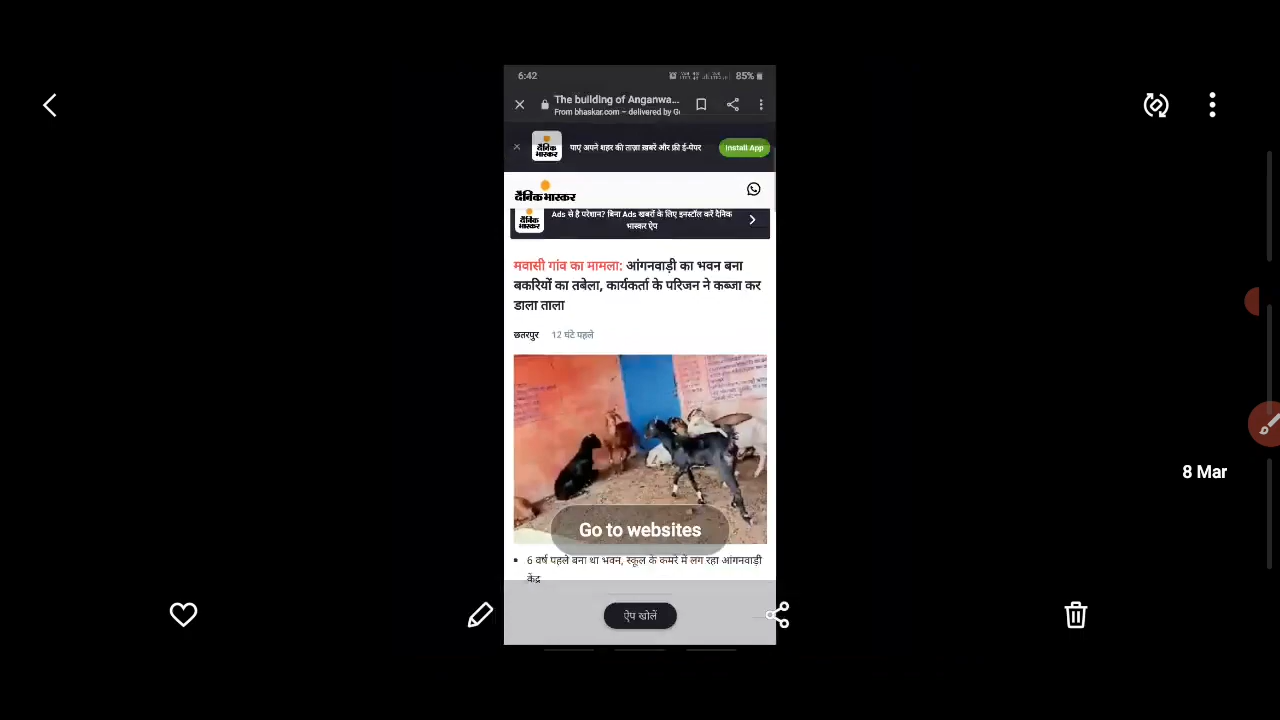 6:42
85%
The building of Anganwa...
From bhaskar.com – delivered by G
दैनिक
भास्कर
पाएं अपने शहर की ताज़ा ख़बरें और फ्री ई-पेपर
Install App
दैनिक भास्कर
दैनिक
भास्कर
Ads से है परेशान? बिना Ads खबरों के लिए इनस्टॉल करें दैनिक
भास्कर ऐप
मवासी गांव का मामला: आंगनवाड़ी का भवन बना
बकरियों का तबेला, कार्यकर्ता के परिजन ने कब्जा कर
डाला ताला
छतरपुर 12 घंटे पहले
8 Mar
Go to websites
6 वर्ष पहले बना था भवन, स्कूल के कमरे में लग रहा आंगनवाड़ी
केंद्र
ऐप खोलें